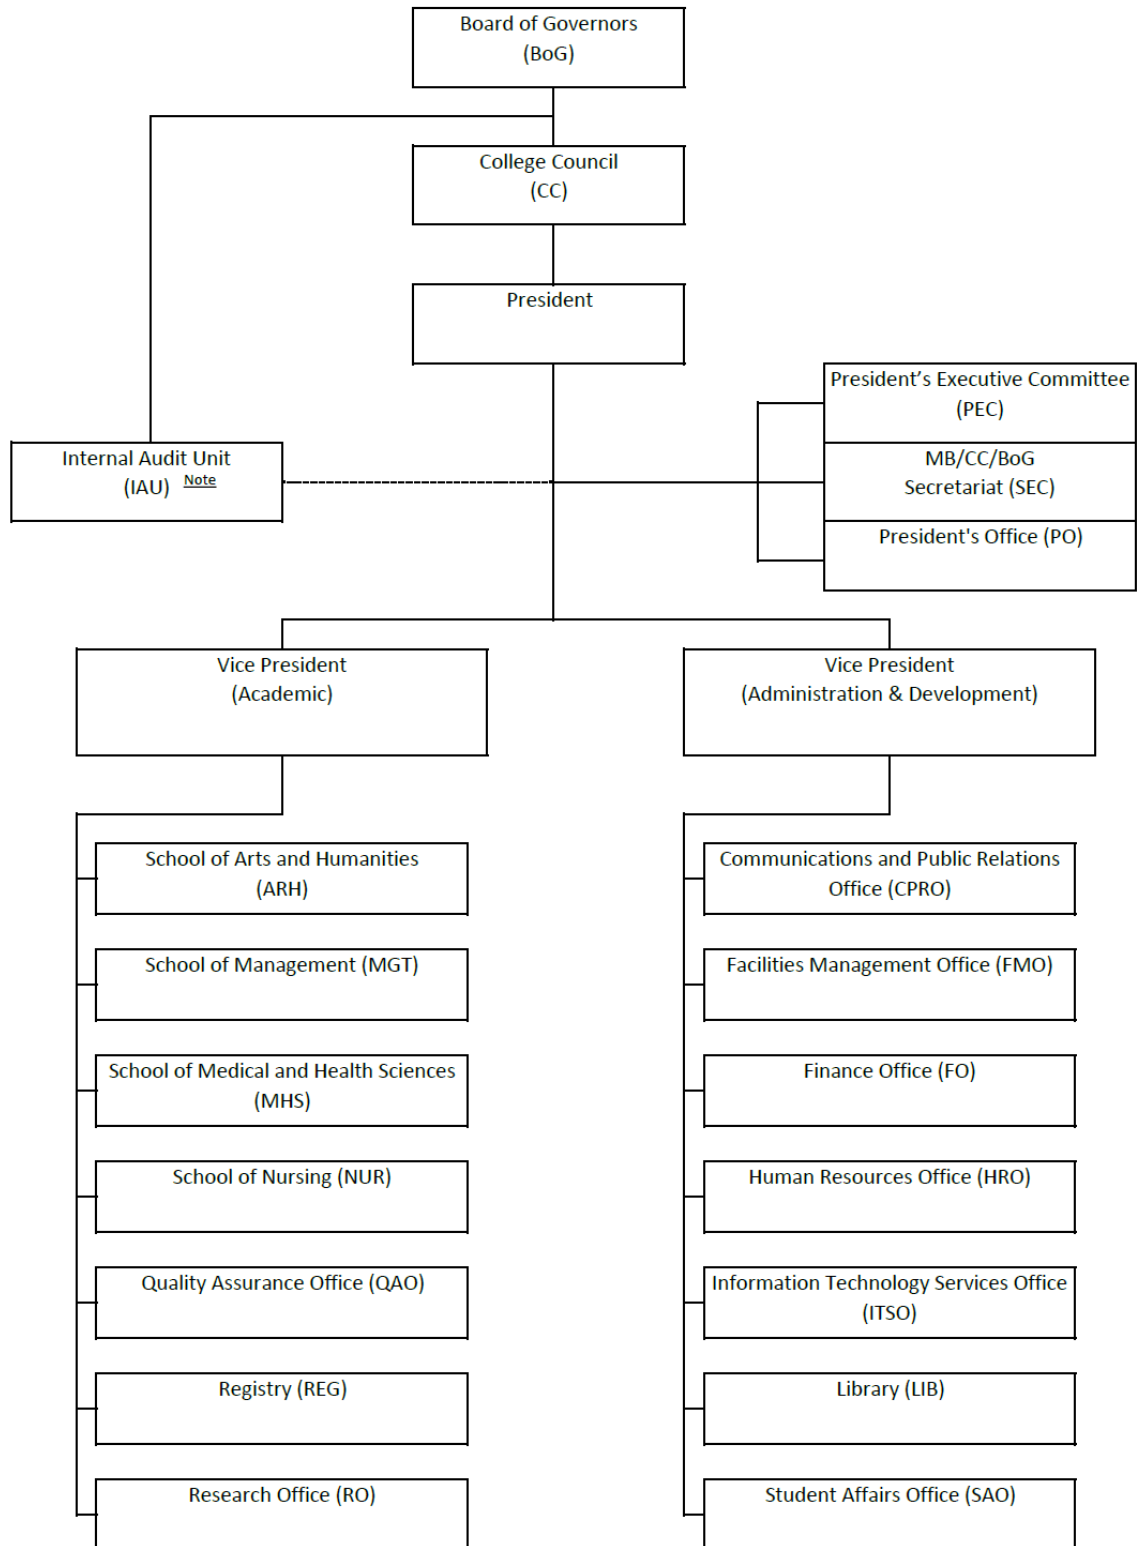 Board of Governors
(BoG)
College Council
(CC)
President
President’s Executive Committee
(PEC)
Internal Audit Unit
(IAU) Note
MB/CC/BoG
Secretariat (SEC)
President's Office (PO)
Vice President
(Academic)
Vice President
(Administration & Development)
School of Arts and Humanities
(ARH)
Communications and Public Relations
Office (CPRO)
School of Management (MGT)
Facilities Management Office (FMO)
School of Medical and Health Sciences
(MHS)
Finance Office (FO)
School of Nursing (NUR)
Human Resources Office (HRO)
Quality Assurance Office (QAO)
Information Technology Services Office
(ITSO)
Registry (REG)
Library (LIB)
Research Office (RO)
Student Affairs Office (SAO)